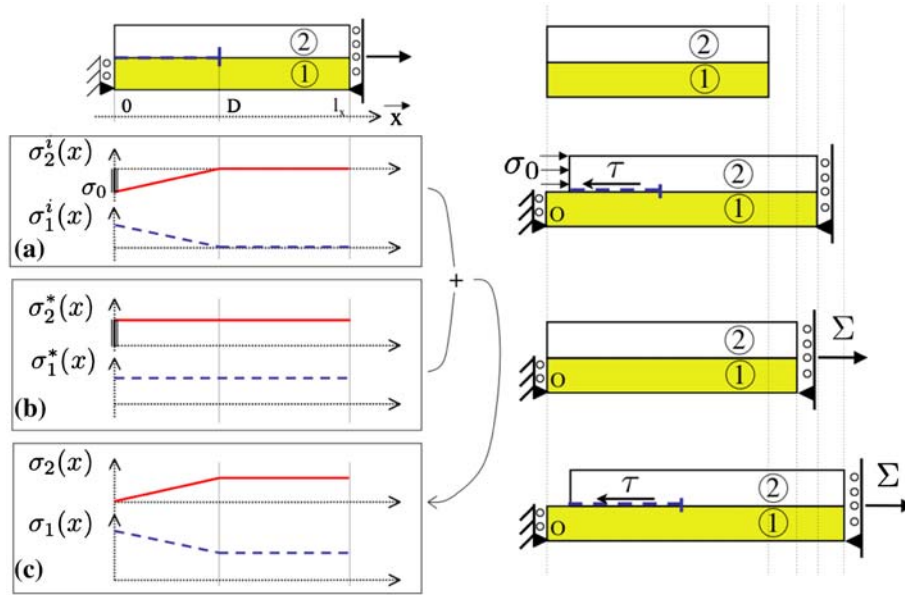 ②
①
0 D lₓ x
σ₂ⁱ(x)
σ₀
σ₁ⁱ(x)
(a)
+
σ₂*(x)
σ₁*(x)
(b)
σ₂(x)
σ₁(x)
(c)
②
①
σ₀
τ
②
①
O
②
Σ
①
O
τ
②
Σ
①
O